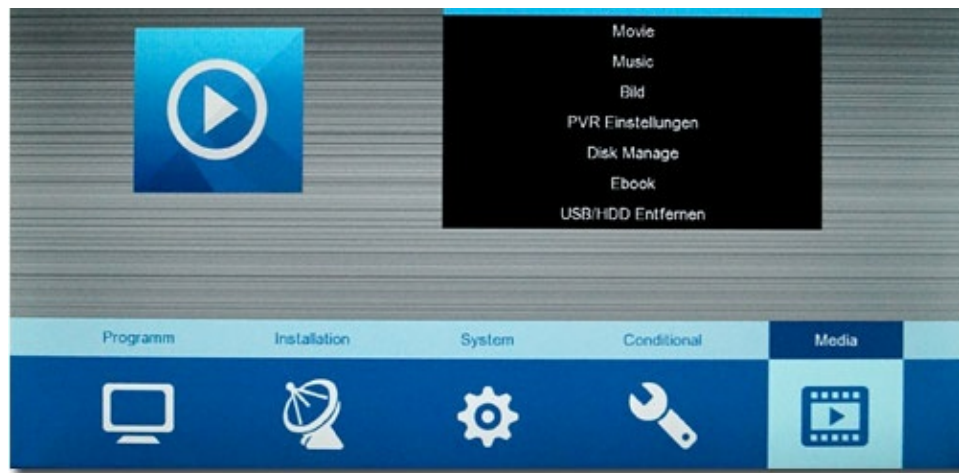 Movie
Music
Bild
PVR Einstellungen
Disk Manage
Ebook
USB/HDD Entfernen
Programm
Installation
System
Conditional
Media